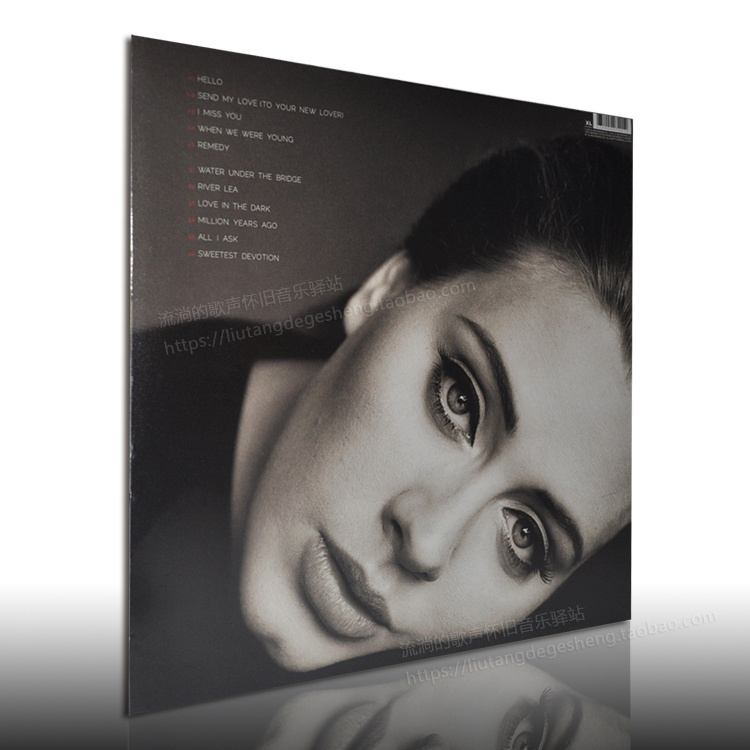 HELLO
SEND MY LOVE (TO YOUR NEW LOVER)
I MISS YOU
WHEN WE WERE YOUNG
REMEDY
WATER UNDER THE BRIDGE
RIVER LEA
LOVE IN THE DARK
MILLION YEARS AGO
ALL I ASK
SWEETEST DEVOTION
XL
流淌的歌声怀旧音乐驿站
https://liutangdegesheng.taobao.com
流淌的歌声怀旧音乐驿站
https://liutangdegesheng.taobao.com